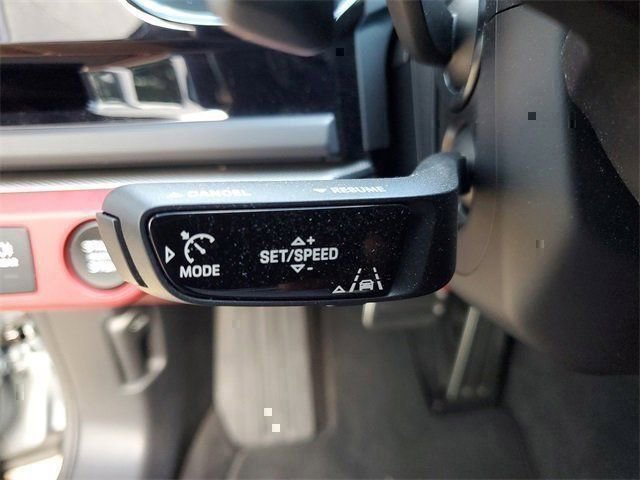 CANCEL RESUME
SET/SPEED
MODE
+
-